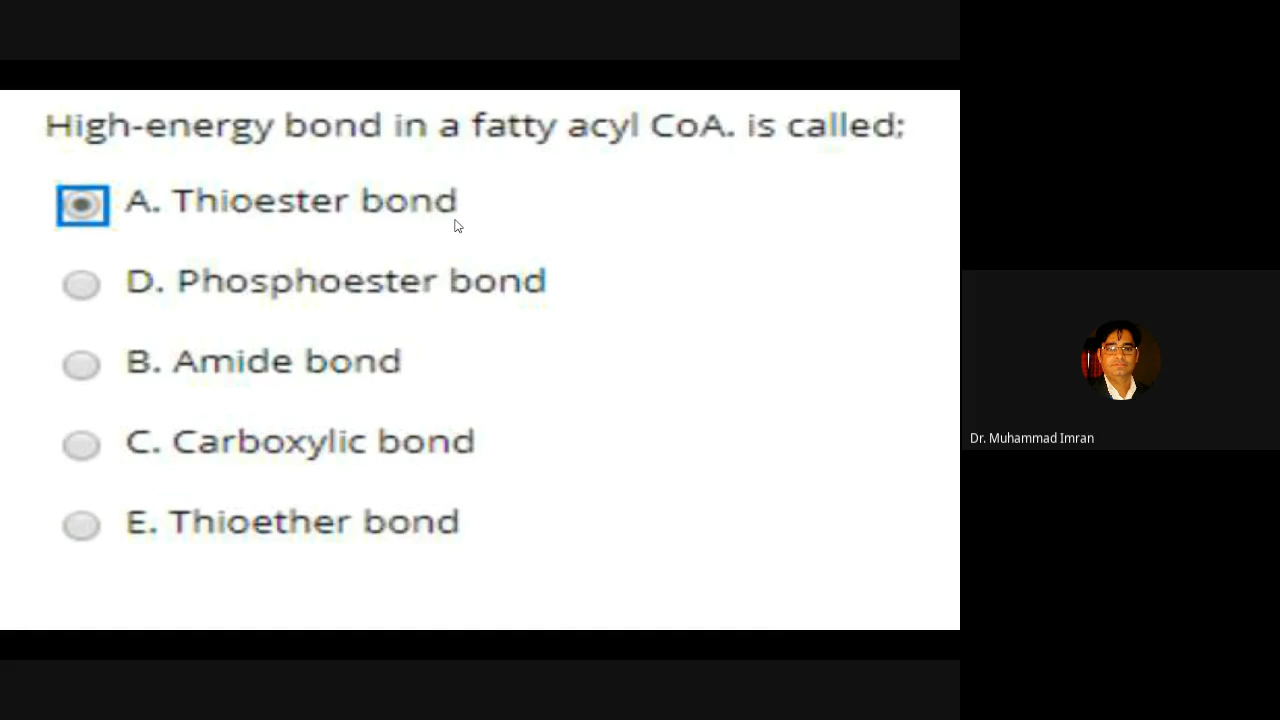 High-energy bond in a fatty acyl CoA. is called:
A. Thioester bond
D. Phosphoester bond
B. Amide bond
C. Carboxylic bond
E. Thioether bond
Dr. Muhammad Imran